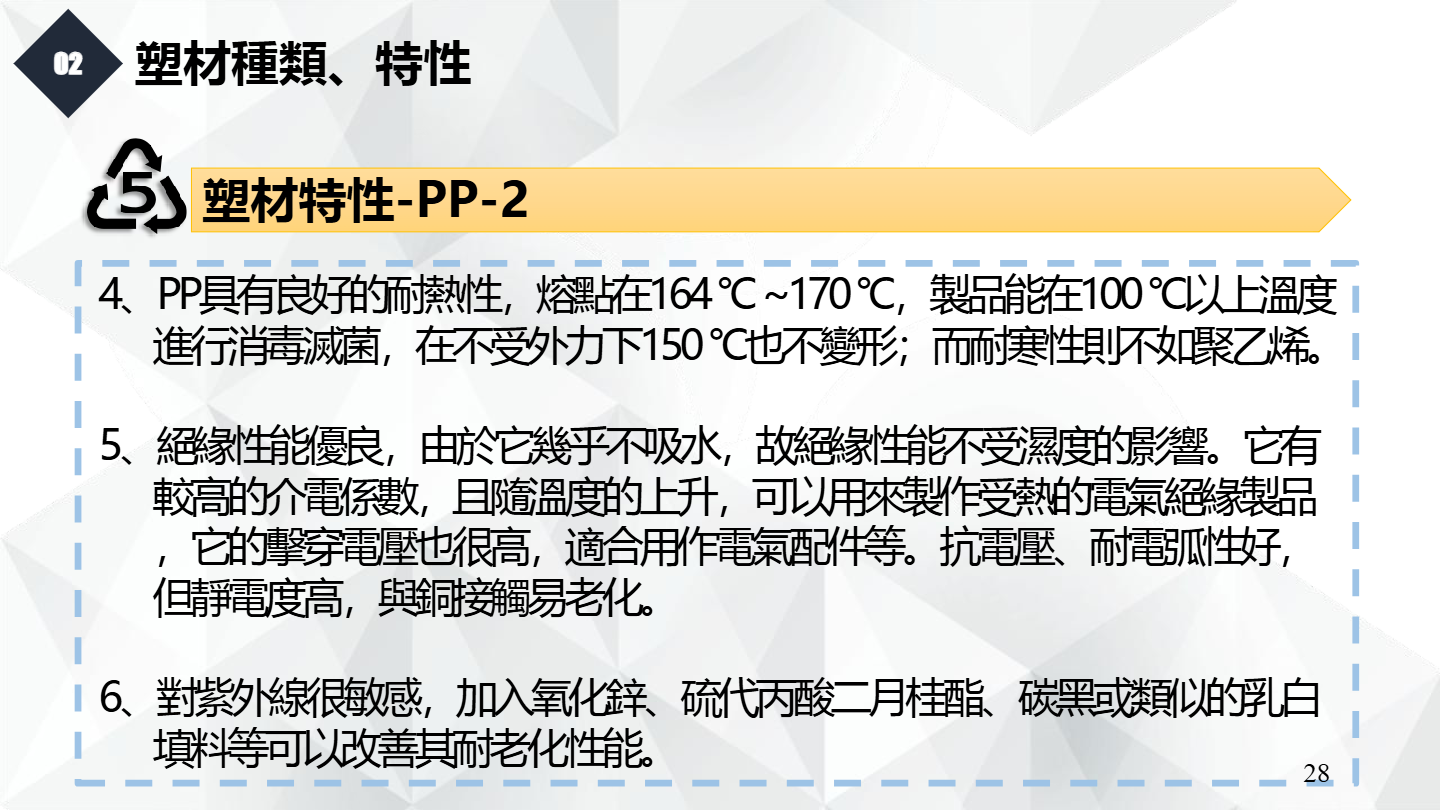 02
塑材種類、特性
5
塑材特性-PP-2
4、PP具有良好的耐熱性，熔點在164℃~170℃，製品能在100℃以上溫度
進行消毒滅菌，在不受外力下150℃也不變形；而耐寒性則不如聚乙烯。
5、絕緣性能優良，由於它幾乎不吸水，故絕緣性能不受濕度的影響。它有
較高的介電係數，且隨溫度的上升，可以用來製作受熱的電氣絕緣製品
，它的擊穿電壓也很高，適合用作電氣配件等。抗電壓、耐電弧性好，
但靜電度高，與銅接觸易老化。
6、對紫外線很敏感，加入氧化鋅、硫代丙酸二月桂酯、碳黑或類似的乳白
填料等可以改善其耐老化性能。
28